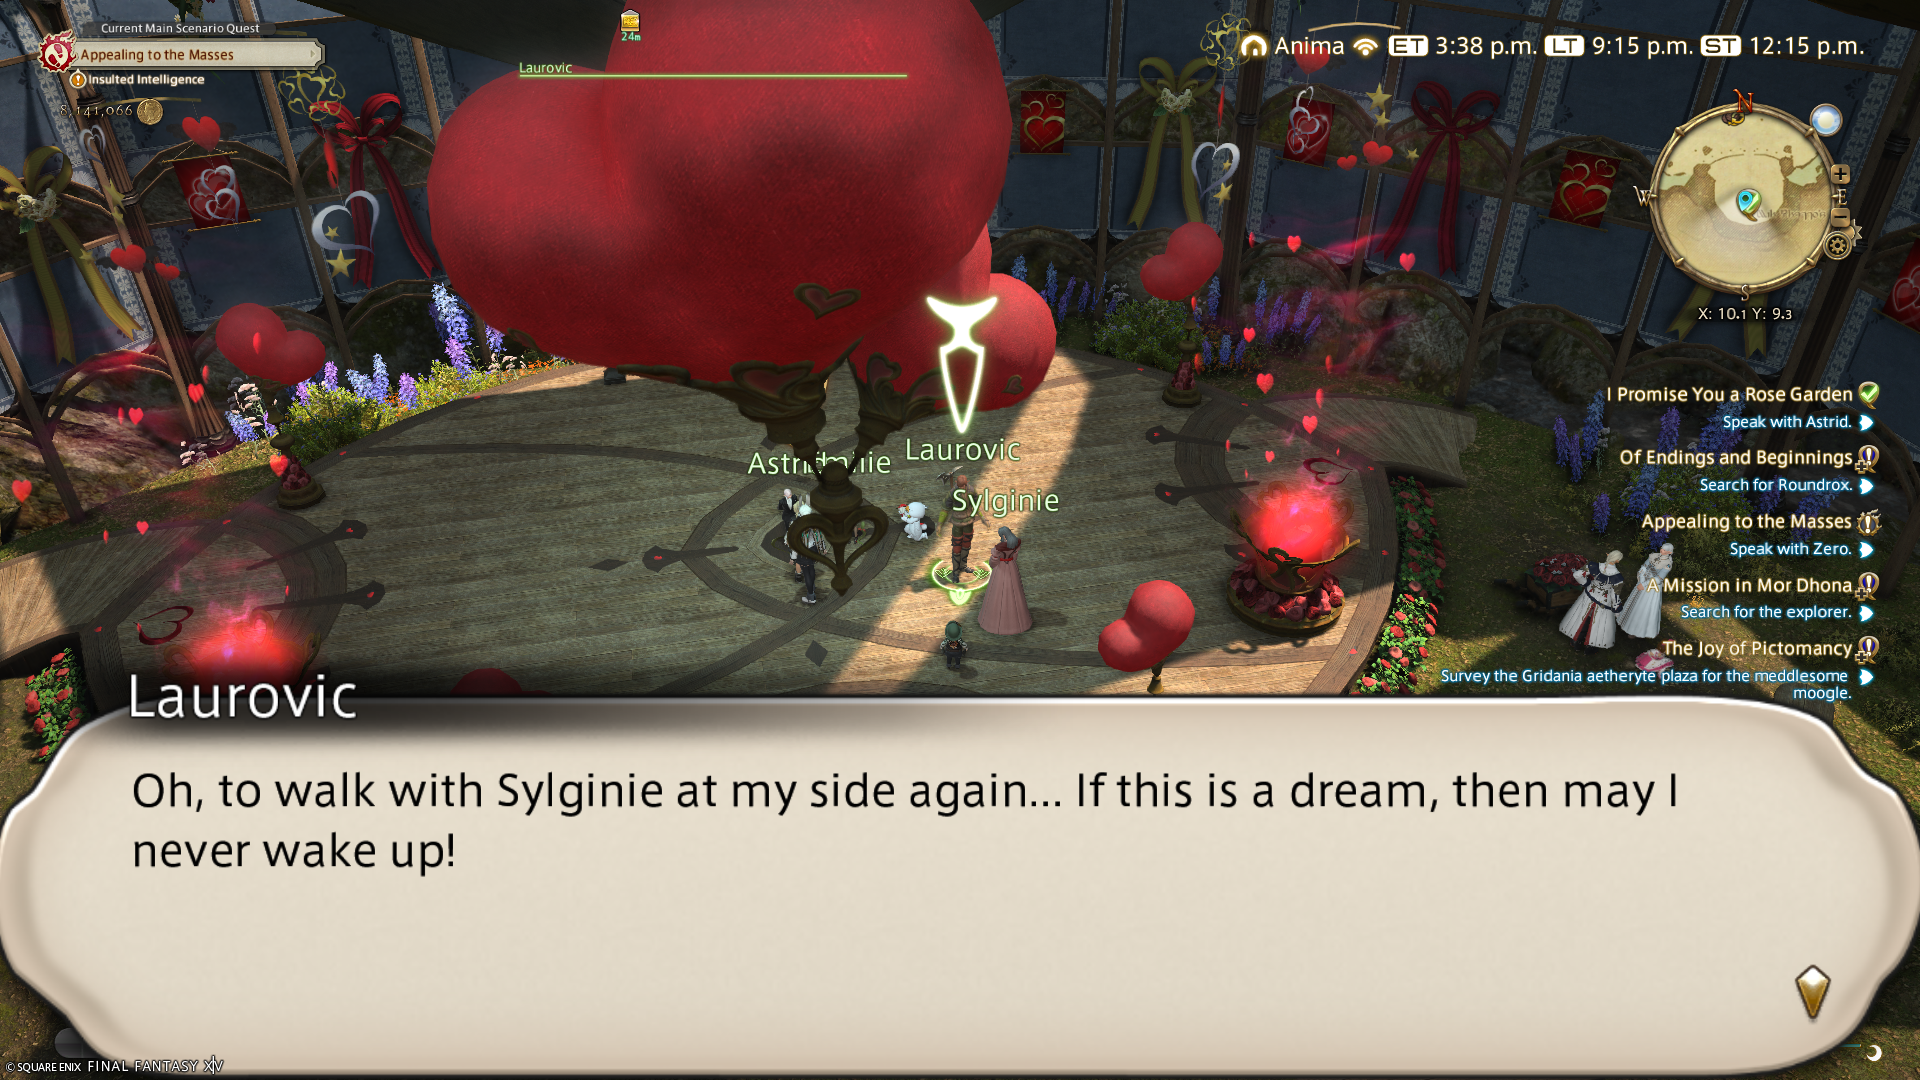 Current Main Scenario Quest
Appealing to the Masses
Insulted Intelligence
8,141,066
24m
Laurovic
Anima ET 3:38 p.m. LT 9:15 p.m. ST 12:15 p.m.
N
W
E
S
X: 10.1 Y: 9.3
I Promise You a Rose Garden
Speak with Astrid.
Of Endings and Beginnings
Search for Roundrox.
Appealing to the Masses
Speak with Zero.
A Mission in Mor Dhona
Search for the explorer.
The Joy of Pictomancy
Survey the Gridania aetheryte plaza for the meddlesome
moogle.
Laurovic
Sylginie
Laurovic
Oh, to walk with Sylginie at my side again... If this is a dream, then may I
never wake up!
© SQUARE ENIX FINAL FANTASY XIV